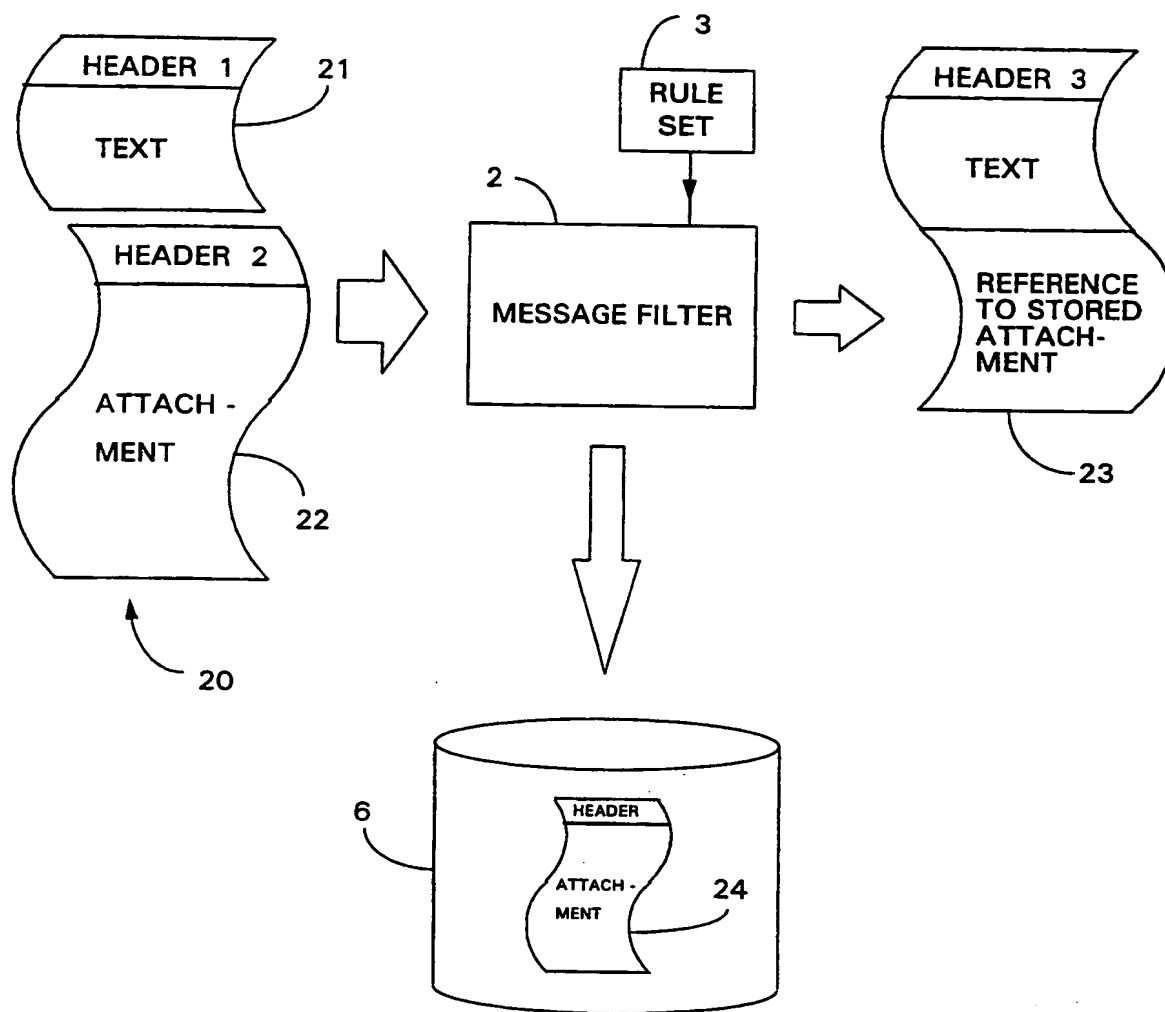 HEADER 1
21
TEXT
HEADER 2
ATTACH -
MENT
22
20
3
RULE
SET
2
MESSAGE FILTER
HEADER 3
TEXT
REFERENCE
TO STORED
ATTACH-
MENT
23
6
HEADER
ATTACH -
MENT
24